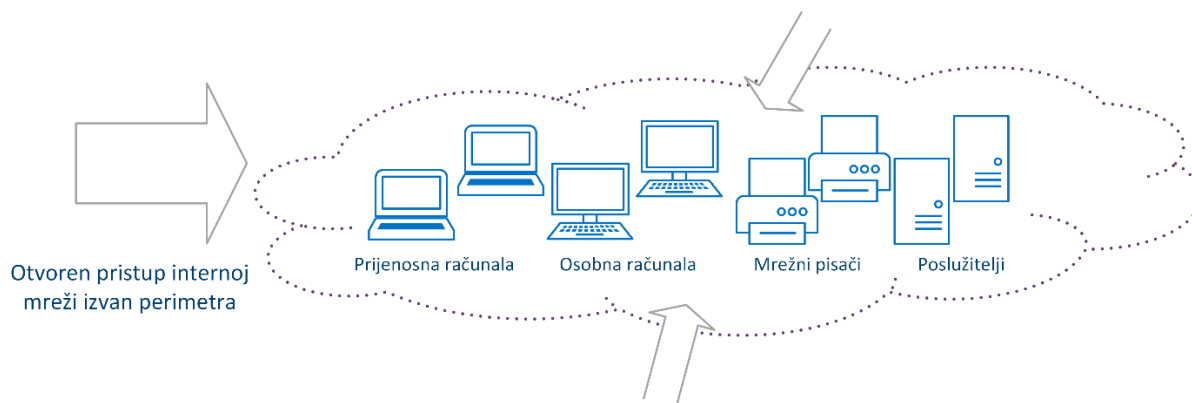 Prijenosna računala
Osobna računala
Mrežni pisači
Poslužitelji
Otvoren pristup internoj
mreži izvan perimetra